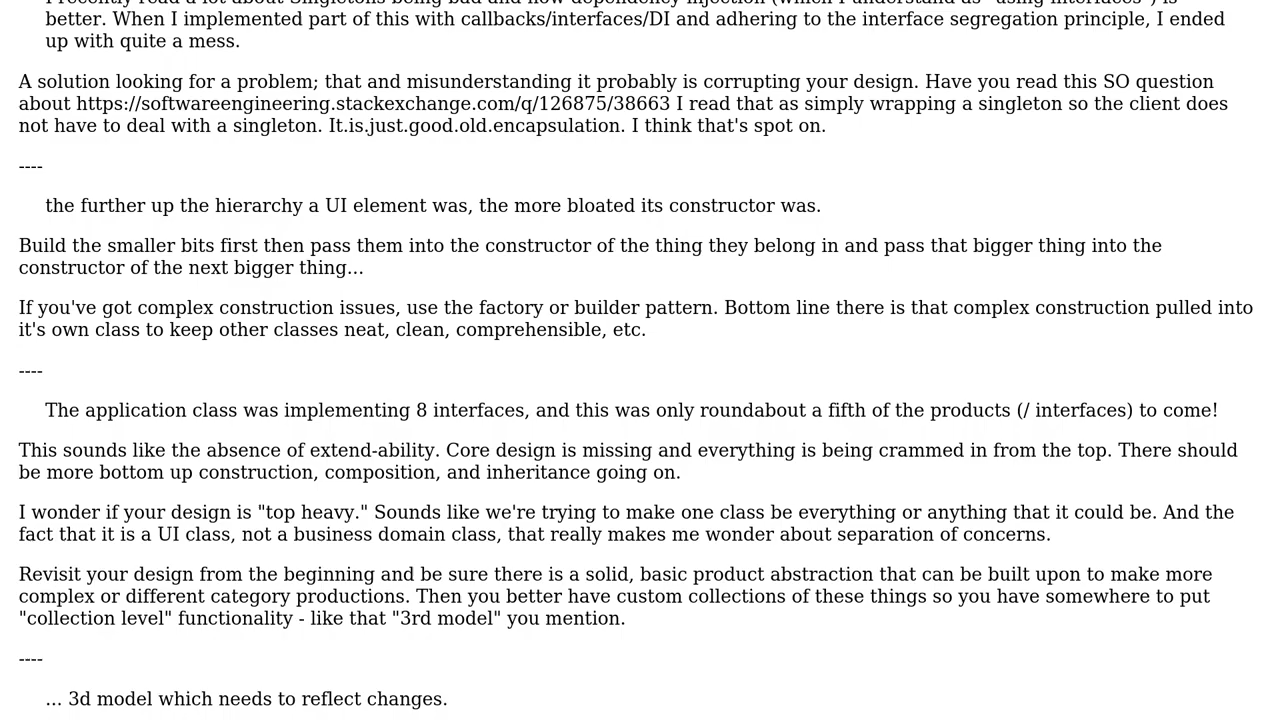 better. When I implemented part of this with callbacks/interfaces/DI and adhering to the interface segregation principle, I ended
up with quite a mess.
A solution looking for a problem; that and misunderstanding it probably is corrupting your design. Have you read this SO question
about https://softwareengineering.stackexchange.com/q/126875/38663 I read that as simply wrapping a singleton so the client does
not have to deal with a singleton. It.is.just.good.old.encapsulation. I think that's spot on.
----
the further up the hierarchy a UI element was, the more bloated its constructor was.
Build the smaller bits first then pass them into the constructor of the thing they belong in and pass that bigger thing into the
constructor of the next bigger thing...
If you've got complex construction issues, use the factory or builder pattern. Bottom line there is that complex construction pulled into
it's own class to keep other classes neat, clean, comprehensible, etc.
----
The application class was implementing 8 interfaces, and this was only roundabout a fifth of the products (/ interfaces) to come!
This sounds like the absence of extend-ability. Core design is missing and everything is being crammed in from the top. There should
be more bottom up construction, composition, and inheritance going on.
I wonder if your design is "top heavy." Sounds like we're trying to make one class be everything or anything that it could be. And the
fact that it is a UI class, not a business domain class, that really makes me wonder about separation of concerns.
Revisit your design from the beginning and be sure there is a solid, basic product abstraction that can be built upon to make more
complex or different category productions. Then you better have custom collections of these things so you have somewhere to put
"collection level" functionality - like that "3rd model" you mention.
----
... 3d model which needs to reflect changes.